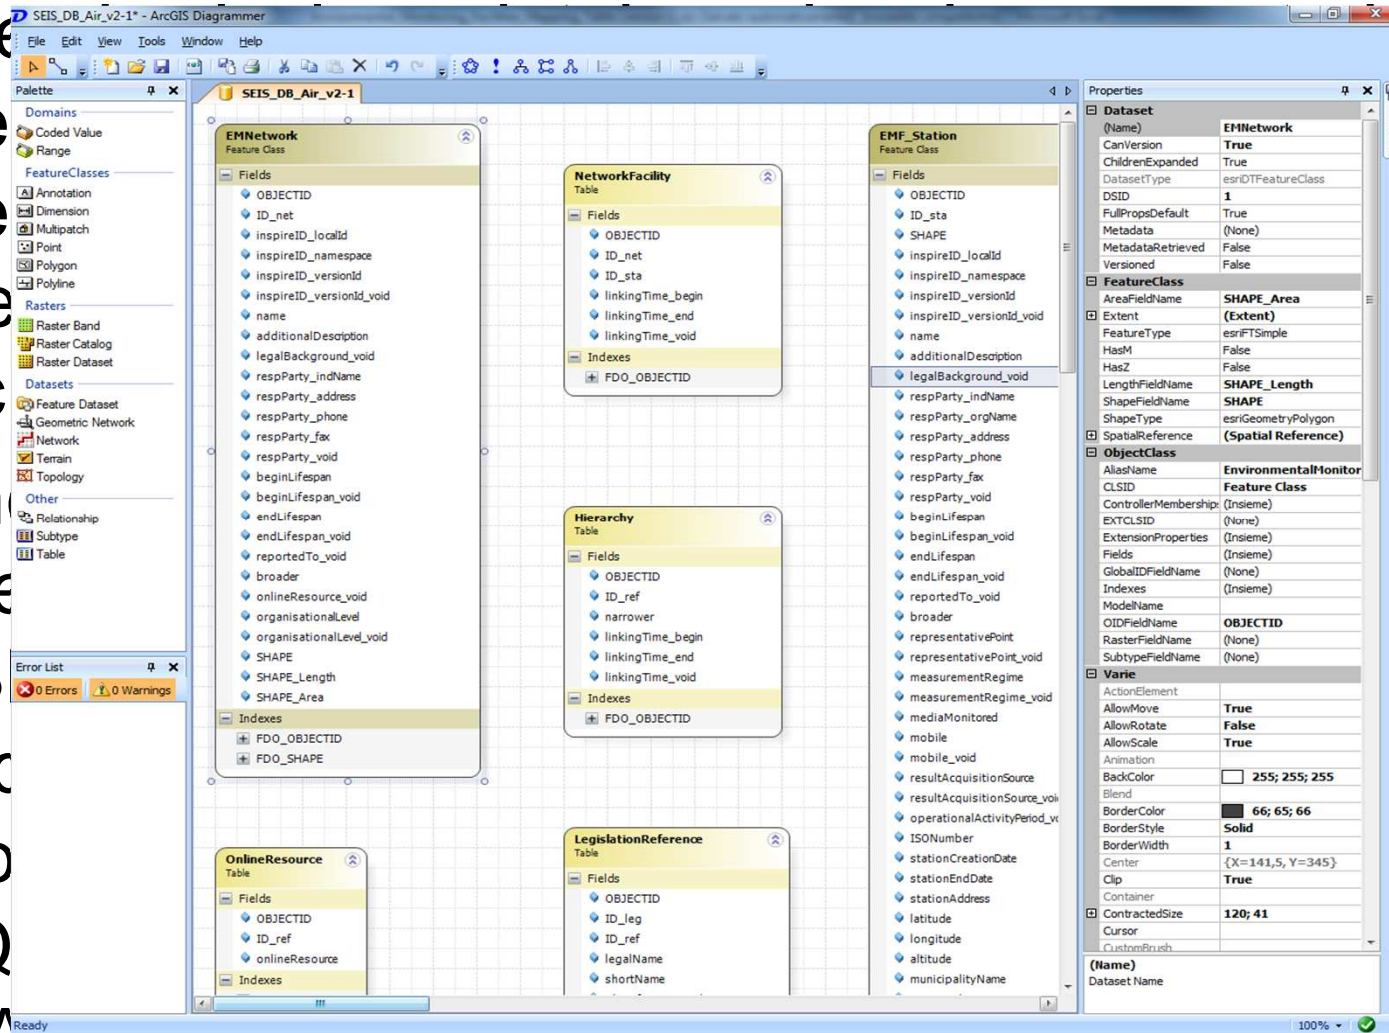 SEIS_DB_Air_v2-1* - ArcGIS Diagrammer
File Edit View Tools Window Help
Palette
Domains
Coded Value
Range
FeatureClasses
Annotation
Dimension
Multipatch
Point
Polygon
Polyline
Rasters
Raster Band
Raster Catalog
Raster Dataset
Datasets
Feature Dataset
Geometric Network
Network
Terrain
Topology
Other
Relationship
Subtype
Table
Error List
0 Errors 0 Warnings
SEIS_DB_Air_v2-1
EMNetwork
Feature Class
Fields
OBJECTID
ID_net
inspireID_localId
inspireID_namespace
inspireID_versionId
inspireID_versionId_void
name
additionalDescription
legalBackground_void
respParty_indName
respParty_address
respParty_phone
respParty_fax
respParty_void
beginLifespan
beginLifespan_void
endLifespan
endLifespan_void
reportedTo_void
broader
onlineResource_void
organisationalLevel
organisationalLevel_void
SHAPE
SHAPE_Length
SHAPE_Area
Indexes
FDO_OBJECTID
FDO_SHAPE
OnlineResource
Table
Fields
OBJECTID
ID_ref
onlineResource
Indexes
NetworkFacility
Table
Fields
OBJECTID
ID_net
ID_sta
linkingTime_begin
linkingTime_end
linkingTime_void
Indexes
FDO_OBJECTID
Hierarchy
Table
Fields
OBJECTID
ID_ref
narrower
linkingTime_begin
linkingTime_end
linkingTime_void
Indexes
FDO_OBJECTID
LegislationReference
Table
Fields
OBJECTID
ID_leg
ID_ref
legalName
shortName
EMF_Station
Feature Class
Fields
OBJECTID
ID_sta
SHAPE
inspireID_localId
inspireID_namespace
inspireID_versionId
inspireID_versionId_void
name
additionalDescription
legalBackground_void
respParty_indName
respParty_orgName
respParty_address
respParty_phone
respParty_fax
respParty_void
beginLifespan
beginLifespan_void
endLifespan
endLifespan_void
reportedTo_void
broader
representativePoint
representativePoint_void
measurementRegime
measurementRegime_void
mediaMonitored
mobile
mobile_void
resultAcquisitionSource
resultAcquisitionSource_voi
operationalActivityPeriod_vo
ISONumber
stationCreationDate
stationEndDate
stationAddress
latitude
longitude
altitude
municipalityName
Properties
Dataset
(Name) EMNetwork
CanVersion True
ChildrenExpanded True
DatasetType esriDTFeatureClass
DSID 1
FullPropsDefault True
Metadata (None)
MetadataRetrieved False
Versioned False
FeatureClass
AreaFieldName SHAPE_Area
Extent (Extent)
FeatureType esriFTSimple
HasM False
HasZ False
LengthFieldName SHAPE_Length
ShapeFieldName SHAPE
ShapeType esriGeometryPolygon
SpatialReference (Spatial Reference)
ObjectClass
AliasName EnvironmentalMonitor
CLSID Feature Class
ControllerMemberships (Insieme)
EXTCLSID (None)
ExtensionProperties (Insieme)
Fields (Insieme)
GlobalIDFieldName (None)
Indexes (Insieme)
ModelName
OIDFieldName OBJECTID
RasterFieldName (None)
SubtypeFieldName (None)
Varie
ActionElement
AllowMove True
AllowRotate False
AllowScale True
Animation
BackColor 255; 255; 255
Blend
BorderColor 66; 65; 66
BorderStyle Solid
BorderWidth 1
Center {X=141,5, Y=345}
Clip True
Container
ContractedSize 120; 41
Cursor
CustomBrush
(Name)
Dataset Name
Ready 100%